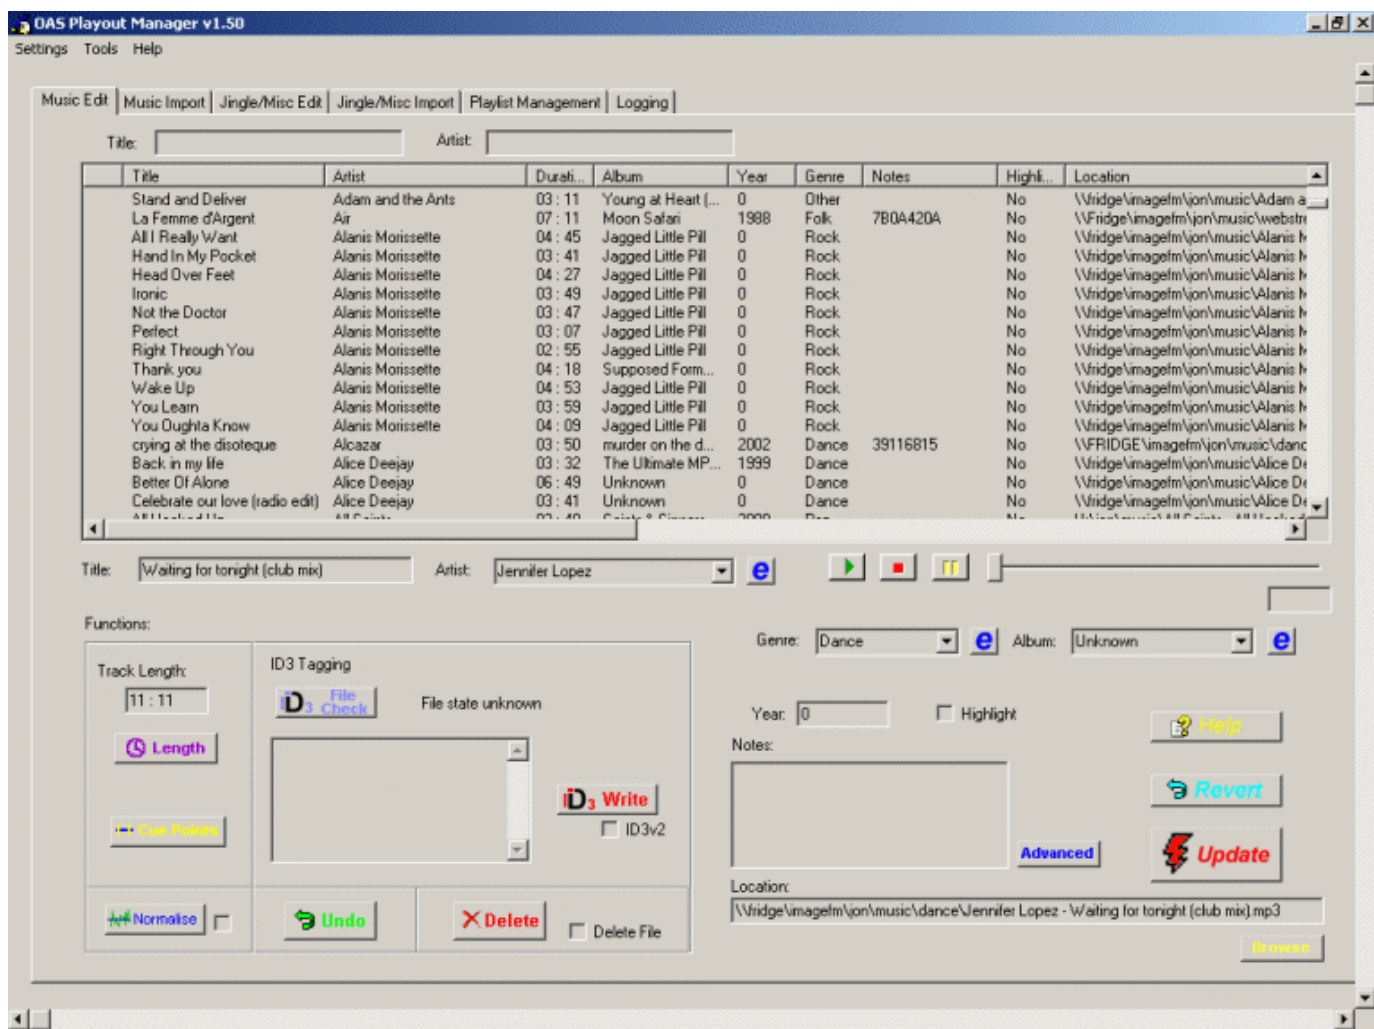 OAS Playout Manager v1.50
Settings Tools Help
Music Edit Music Import Jingle/Misc Edit Jingle/Misc Import Playlist Management Logging
Title: Artist:
Title Artist Durati... Album Year Genre Notes Highli... Location
Stand and Deliver Adam and the Ants 03 : 11 Young at Heart (... 0 Other No \\fridge\imagefm\jon\music\Adam a
La Femme d'Argent Air 07 : 11 Moon Safari 1988 Folk 7B0A420A No \\Fridge\imagefm\jon\music\webstre
All I Really Want Alanis Morissette 04 : 45 Jagged Little Pill 0 Rock No \\fridge\imagefm\jon\music\Alanis M
Hand In My Pocket Alanis Morissette 03 : 41 Jagged Little Pill 0 Rock No \\fridge\imagefm\jon\music\Alanis M
Head Over Feet Alanis Morissette 04 : 27 Jagged Little Pill 0 Rock No \\fridge\imagefm\jon\music\Alanis M
Ironic Alanis Morissette 03 : 49 Jagged Little Pill 0 Rock No \\fridge\imagefm\jon\music\Alanis M
Not the Doctor Alanis Morissette 03 : 47 Jagged Little Pill 0 Rock No \\fridge\imagefm\jon\music\Alanis M
Perfect Alanis Morissette 03 : 07 Jagged Little Pill 0 Rock No \\fridge\imagefm\jon\music\Alanis M
Right Through You Alanis Morissette 02 : 55 Jagged Little Pill 0 Rock No \\fridge\imagefm\jon\music\Alanis M
Thank you Alanis Morissette 04 : 18 Supposed Form... 0 Rock No \\fridge\imagefm\jon\music\Alanis M
Wake Up Alanis Morissette 04 : 53 Jagged Little Pill 0 Rock No \\fridge\imagefm\jon\music\Alanis M
You Learn Alanis Morissette 03 : 59 Jagged Little Pill 0 Rock No \\fridge\imagefm\jon\music\Alanis M
You Oughta Know Alanis Morissette 04 : 09 Jagged Little Pill 0 Rock No \\fridge\imagefm\jon\music\Alanis M
crying at the disoteque Alcazar 03 : 50 murder on the d... 2002 Dance 39116815 No \\FRIDGE\imagefm\jon\music\danc
Back in my life Alice Deejay 03 : 32 The Ultimate MP... 1999 Dance No \\fridge\imagefm\jon\music\Alice De
Better Of Alone Alice Deejay 06 : 49 Unknown 0 Dance No \\fridge\imagefm\jon\music\Alice De
Celebrate our love (radio edit) Alice Deejay 03 : 41 Unknown 0 Dance No \\fridge\imagefm\jon\music\Alice De
Title: Waiting for tonight (club mix) Artist: Jennifer Lopez e
Functions:
Genre: Dance e Album: Unknown e
Track Length: ID3 Tagging
11 : 11 iD3 File Check File state unknown
Year: 0 Highlight Help
Length Notes:
iD3 Write Revert
Cue Points ID3v2
Advanced Update
Location:
Normalise Undo Delete Delete File \\fridge\imagefm\jon\music\dance\Jennifer Lopez - Waiting for tonight (club mix).mp3
Browse